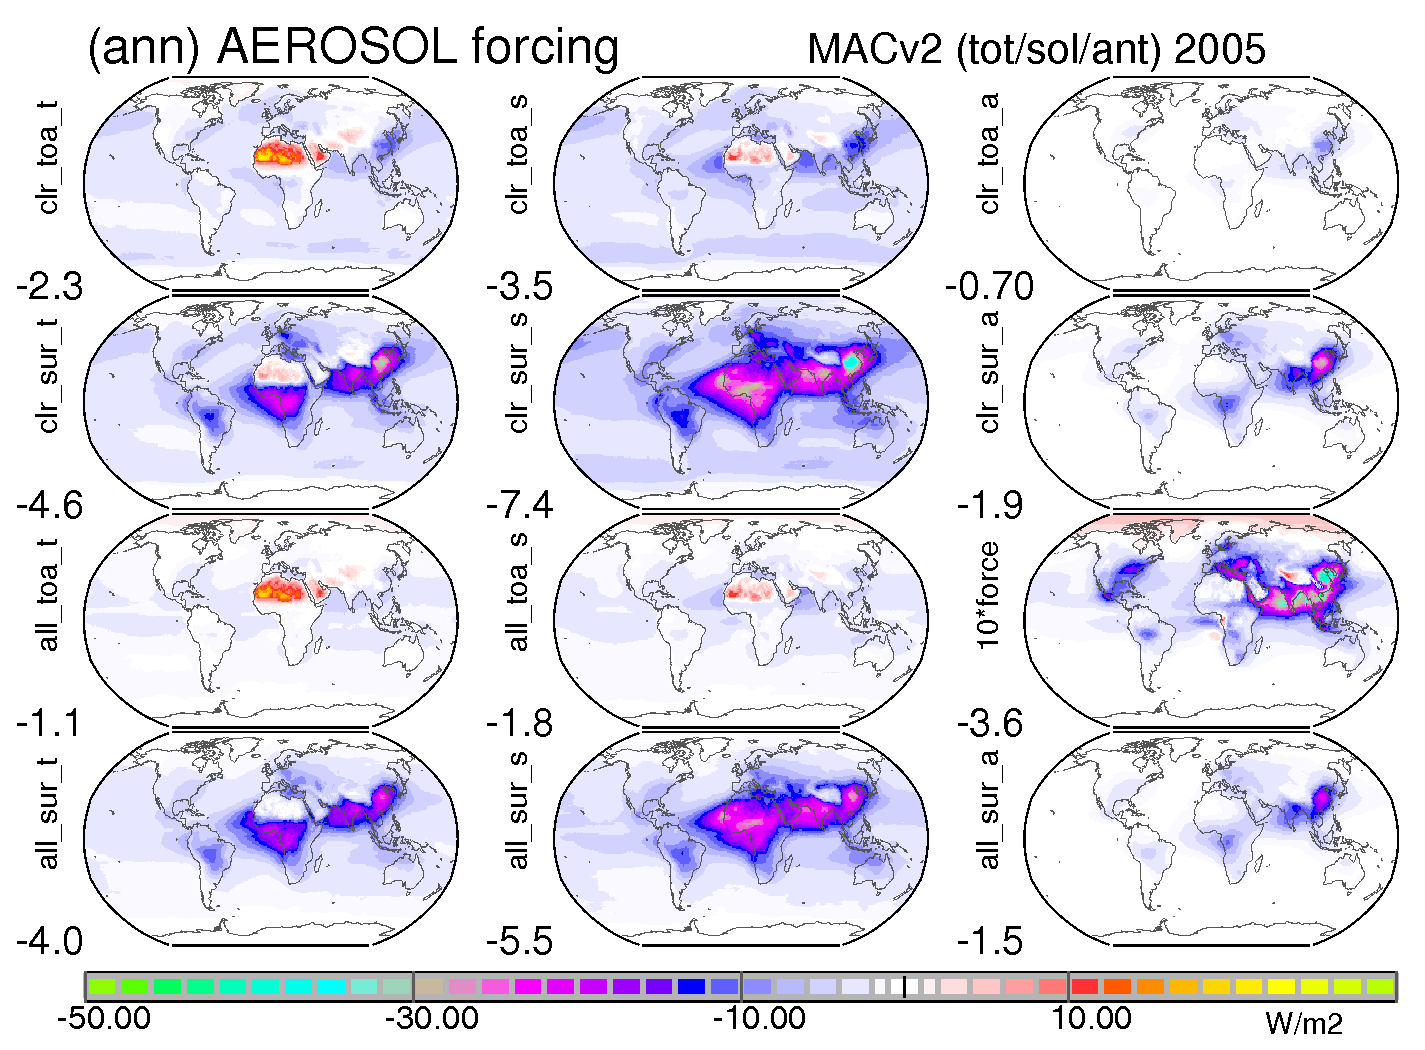 (ann) AEROSOL forcing MACv2 (tot/sol/ant) 2005
clr_toa_t clr_toa_s clr_toa_a
-2.3 -3.5 -0.70
clr_sur_t clr_sur_s clr_sur_a
-4.6 -7.4 -1.9
all_toa_t all_toa_s 10*force
-1.1 -1.8 -3.6
all_sur_t all_sur_s all_sur_a
-4.0 -5.5 -1.5
-50.00 -30.00 -10.00 10.00 W/m2